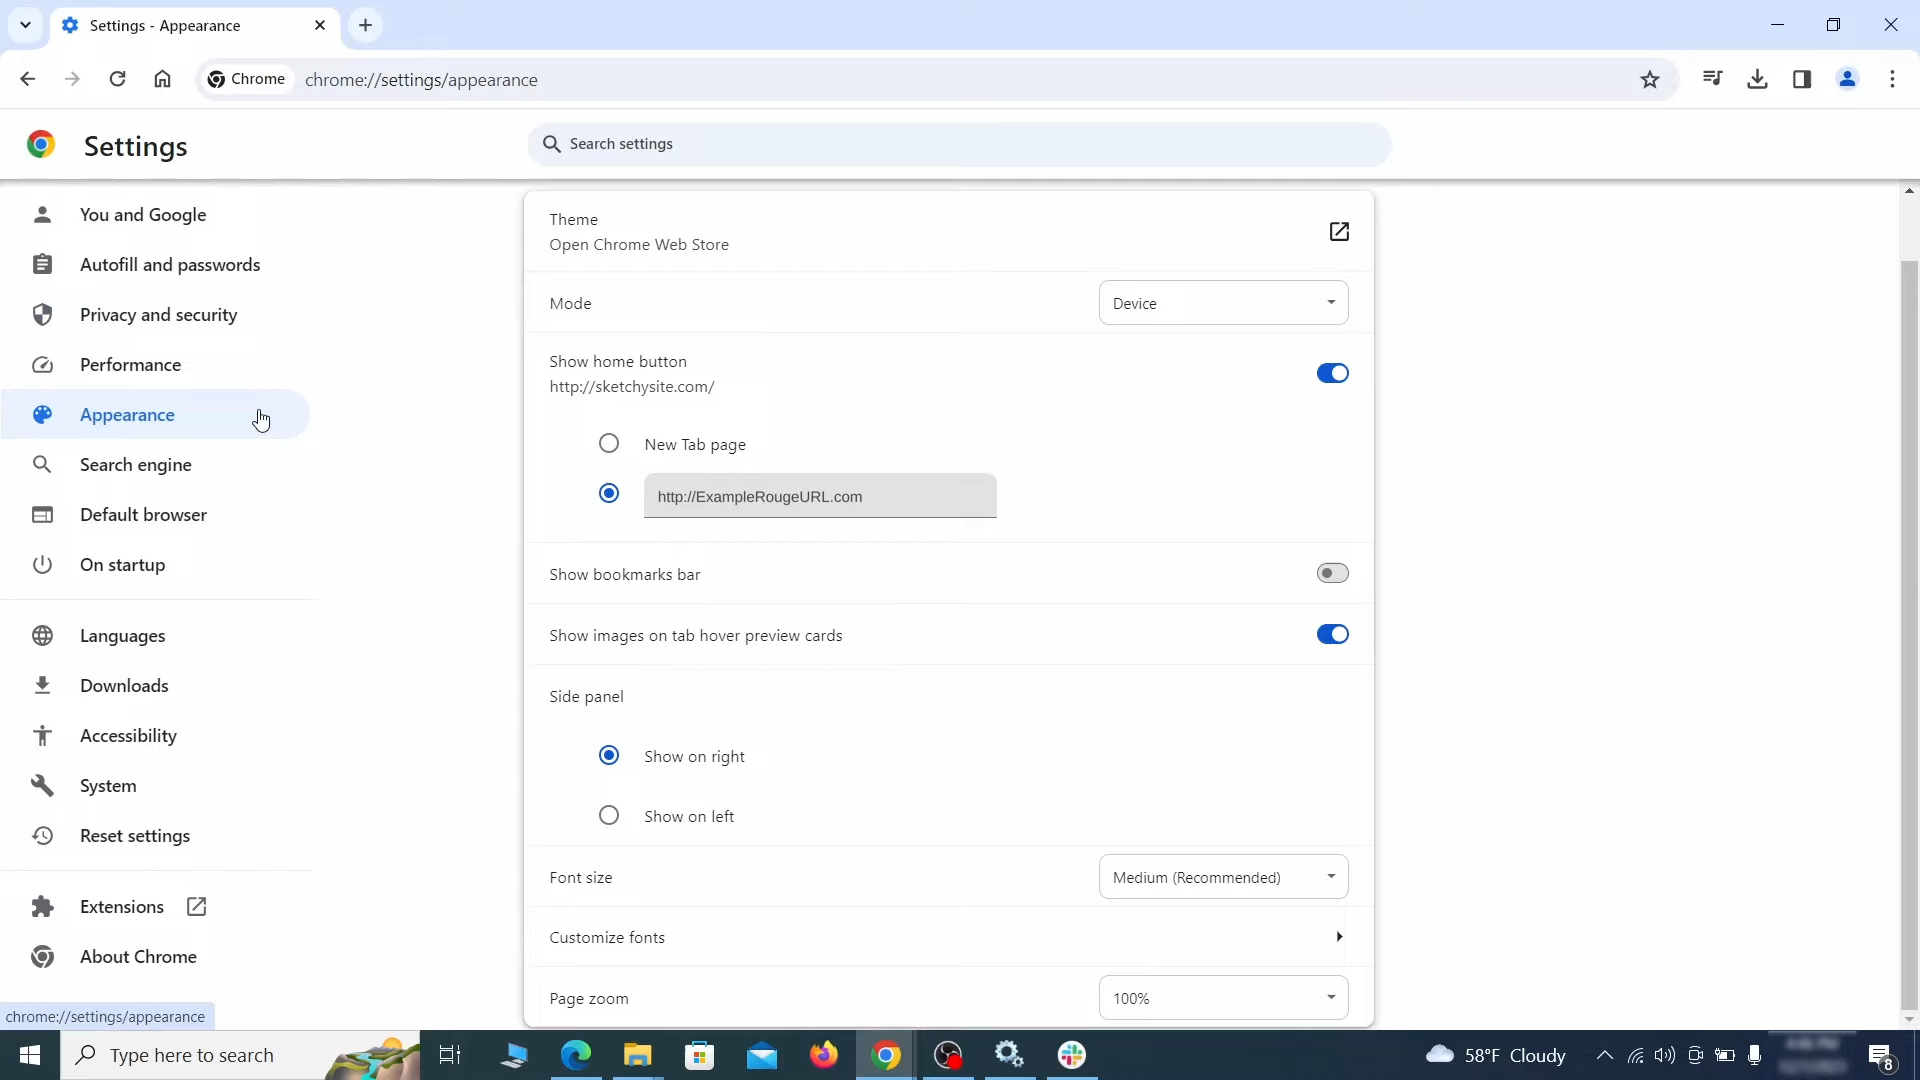 Settings - Appearance
Chrome
chrome://settings/appearance
Settings
Search settings
You and Google
Autofill and passwords
Privacy and security
Performance
Appearance
Search engine
Default browser
On startup
Languages
Downloads
Accessibility
System
Reset settings
Extensions
About Chrome
chrome://settings/appearance
Theme
Open Chrome Web Store
Mode
Device
Show home button
http://sketchysite.com/
New Tab page
http://ExampleRougeURL.com
Show bookmarks bar
Show images on tab hover preview cards
Side panel
Show on right
Show on left
Font size
Medium (Recommended)
Customize fonts
Page zoom
100%
Type here to search
58°F Cloudy
8